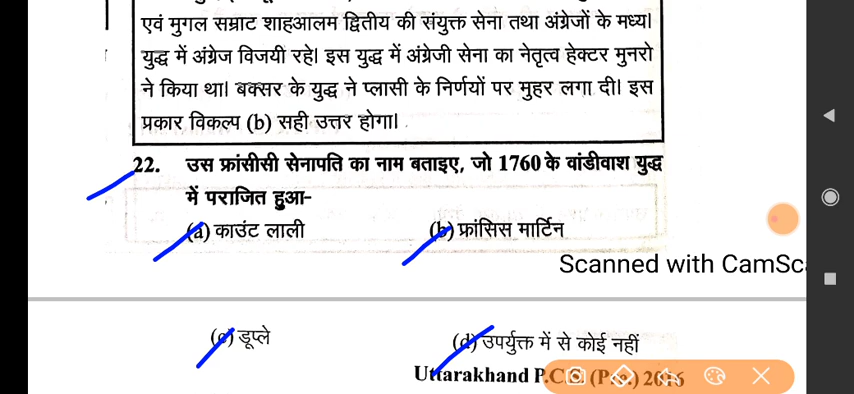 एवं मुगल सम्राट शाहआलम द्वितीय की संयुक्त सेना तथा अंग्रेजों के मध्य।
युद्ध में अंग्रेज विजयी रहे। इस युद्ध में अंग्रेजी सेना का नेतृत्व हेक्टर मुनरो
ने किया था। बक्सर के युद्ध ने प्लासी के निर्णयों पर मुहर लगा दी। इस
प्रकार विकल्प (b) सही उत्तर होगा।
22. उस फ्रांसीसी सेनापति का नाम बताइए, जो 1760 के वांडीवाश युद्ध
में पराजित हुआ-
(a) काउंट लाली (b) फ्रांसिस मार्टिन
Scanned with CamSc
(c) डूप्ले (d) उपर्युक्त में से कोई नहीं
Uttarakhand P.C.S. (Pre.) 2016